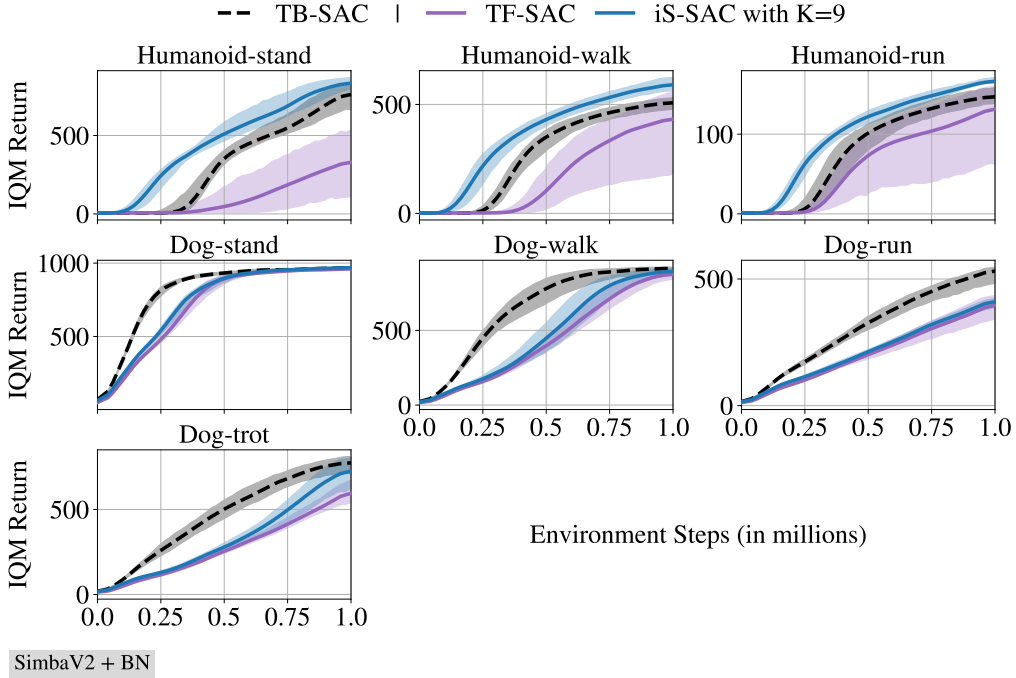 TB-SAC | TF-SAC iS-SAC with K=9
Humanoid-stand Humanoid-walk Humanoid-run
IQM Return
500
0
500
0
100
0
Dog-stand Dog-walk Dog-run
IQM Return
1000
500
500
0
500
0
0.0 0.25 0.5 0.75 1.0
0.0 0.25 0.5 0.75 1.0
Dog-trot
IQM Return
500
0
0.0 0.25 0.5 0.75 1.0
Environment Steps (in millions)
SimbaV2 + BN